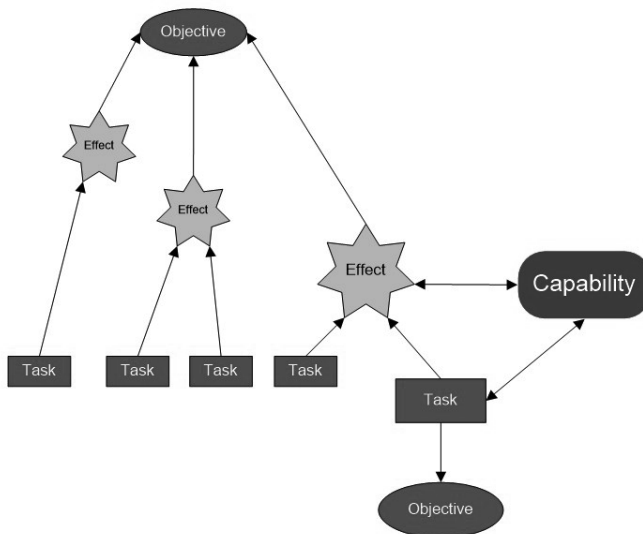 Objective
Effect
Effect
Effect
Capability
Task
Task
Task
Task
Task
Objective